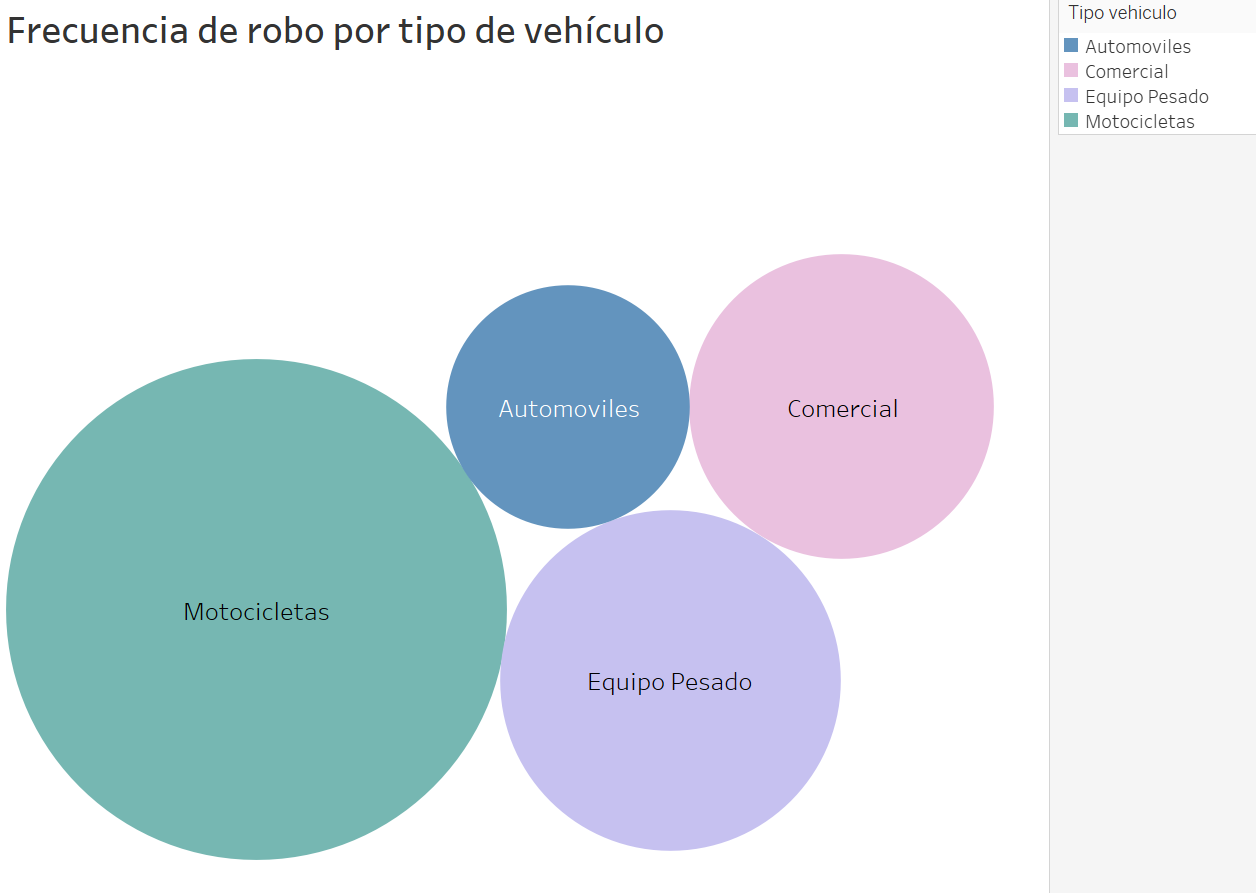 Frecuencia de robo por tipo de vehículo
Tipo vehiculo
Automoviles
Comercial
Equipo Pesado
Motocicletas
Automoviles
Comercial
Motocicletas
Equipo Pesado